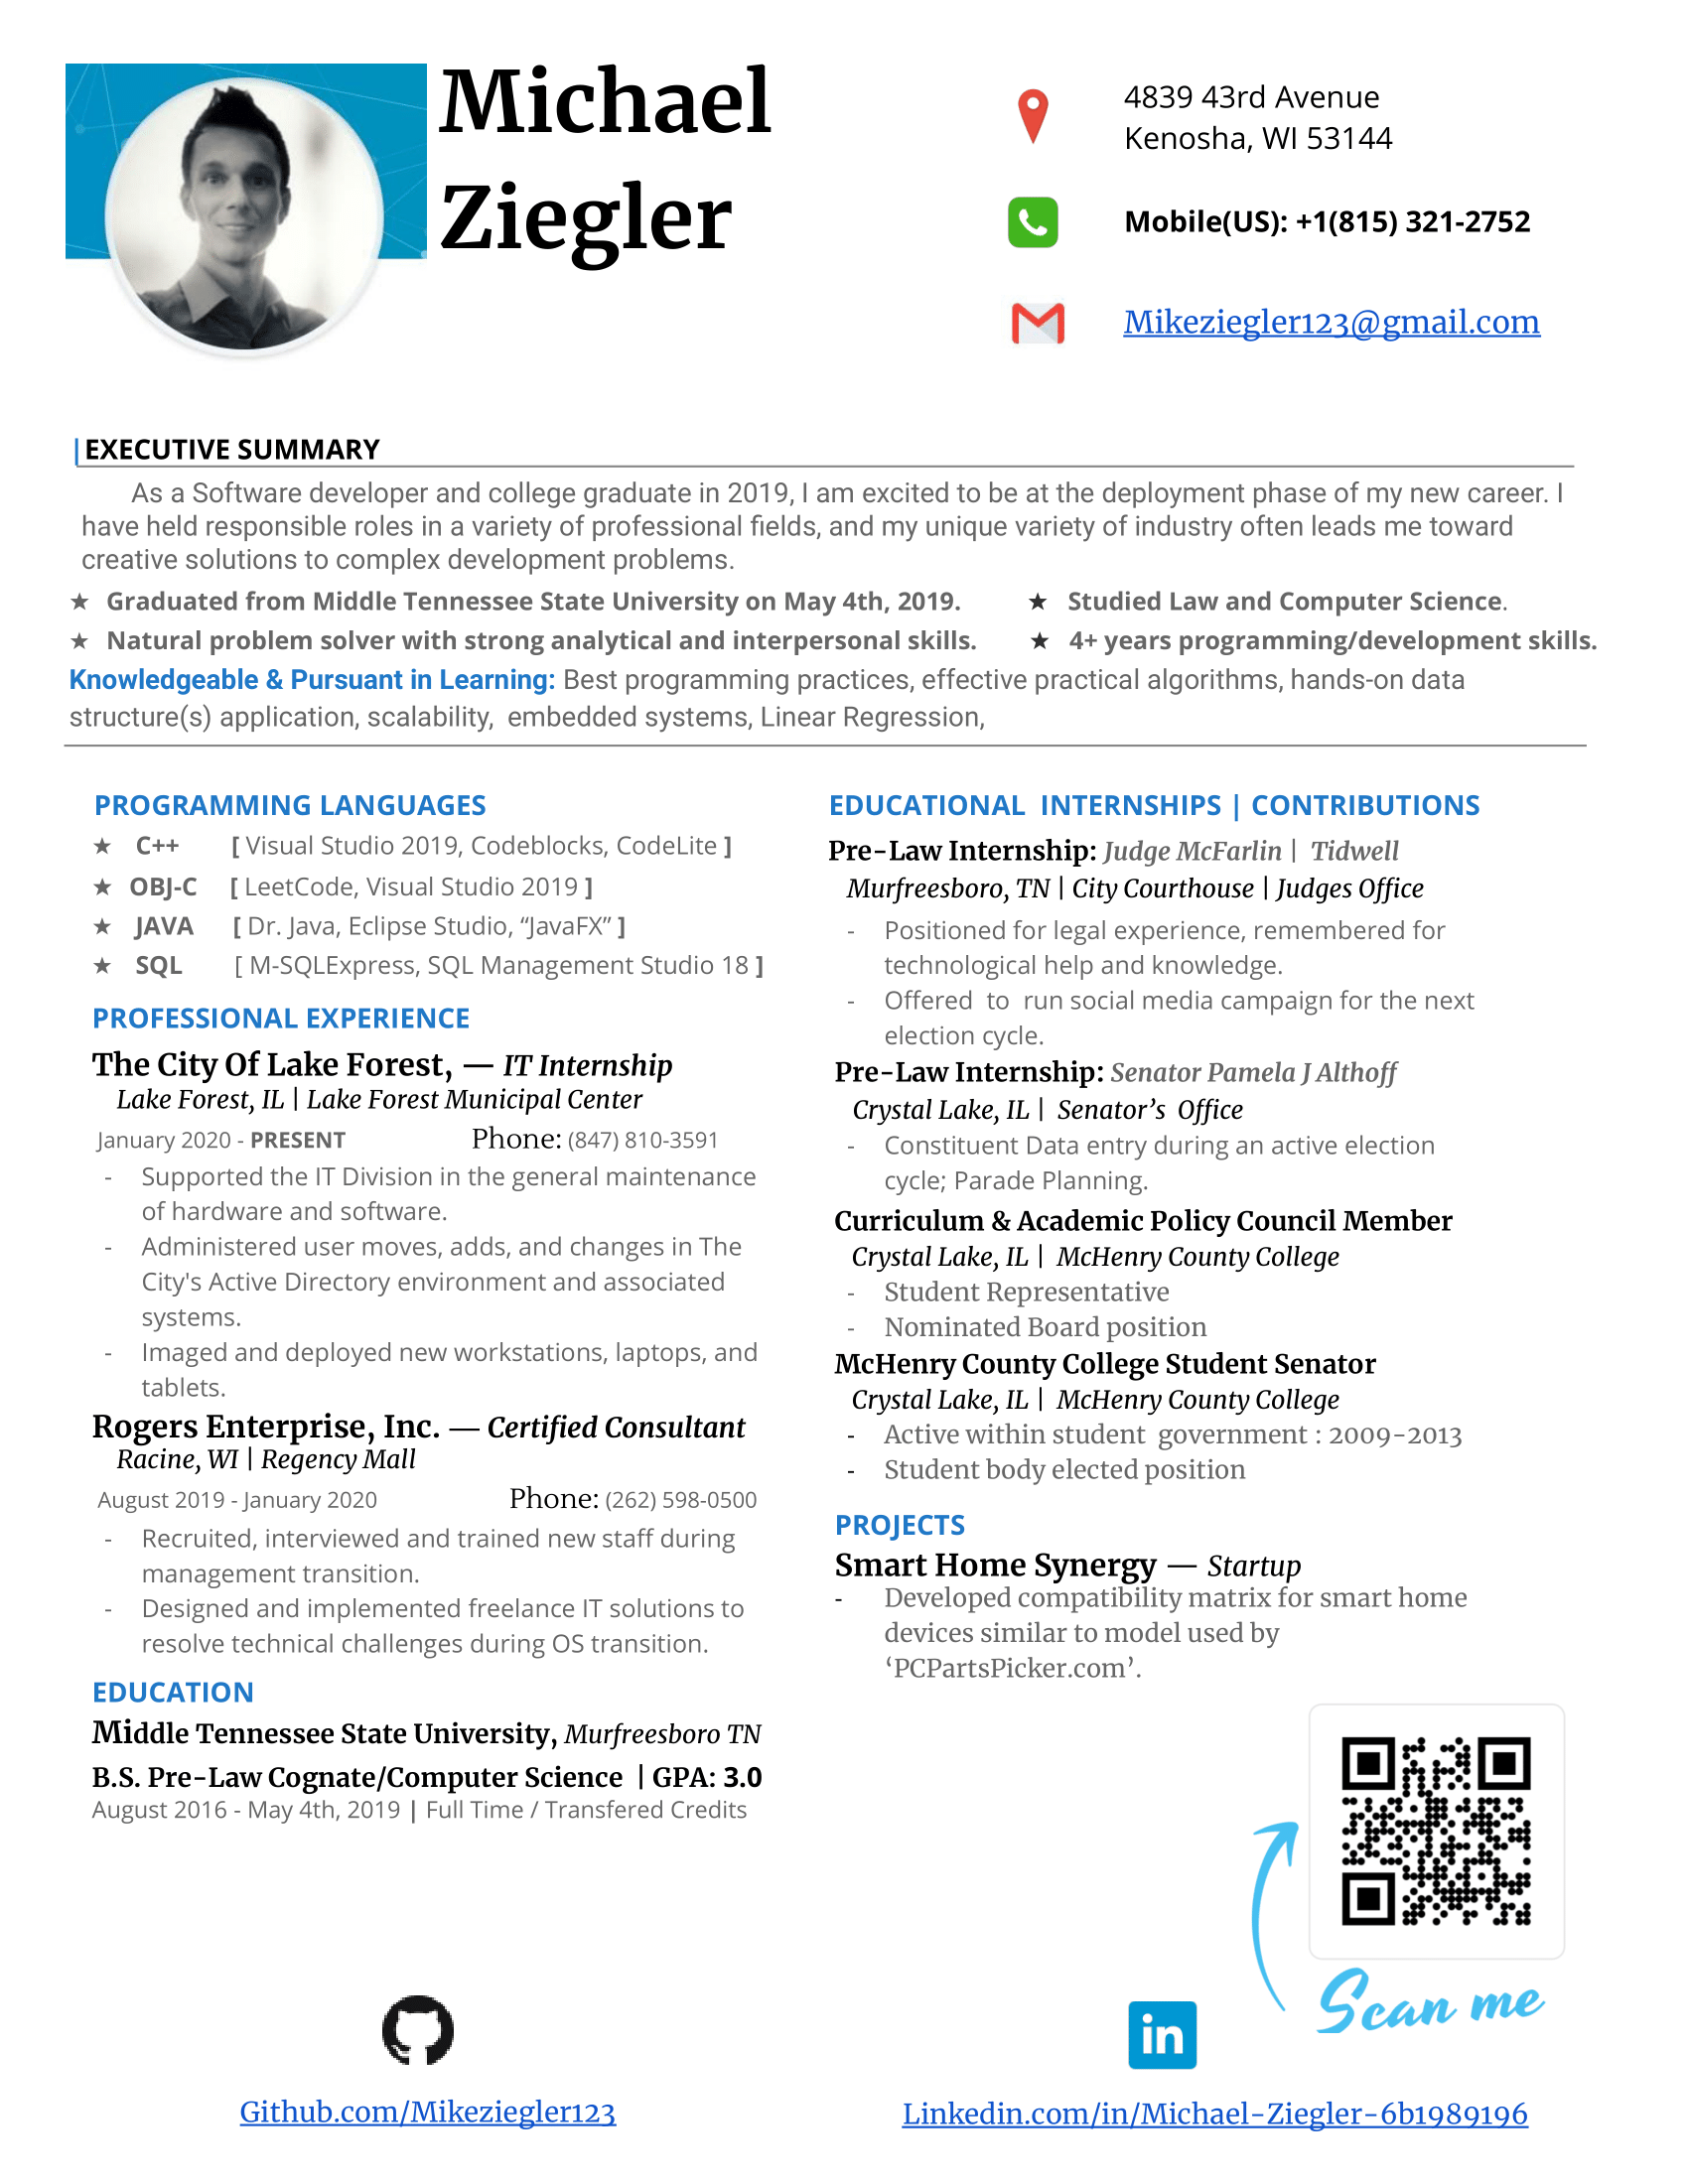 Michael
Ziegler
4839 43rd Avenue
Kenosha, WI 53144
Mobile(US): +1(815) 321-2752
Mikeziegler123@gmail.com
|EXECUTIVE SUMMARY
As a Software developer and college graduate in 2019, I am excited to be at the deployment phase of my new career. I
have held responsible roles in a variety of professional fields, and my unique variety of industry often leads me toward
creative solutions to complex development problems.
★ Graduated from Middle Tennessee State University on May 4th, 2019. ★ Studied Law and Computer Science.
★ Natural problem solver with strong analytical and interpersonal skills. ★ 4+ years programming/development skills.
Knowledgeable & Pursuant in Learning: Best programming practices, effective practical algorithms, hands-on data
structure(s) application, scalability, embedded systems, Linear Regression,
PROGRAMMING LANGUAGES
★ C++ [ Visual Studio 2019, Codeblocks, CodeLite ]
★ OBJ-C [ LeetCode, Visual Studio 2019 ]
★ JAVA [ Dr. Java, Eclipse Studio, “JavaFX” ]
★ SQL [ M-SQLExpress, SQL Management Studio 18 ]
PROFESSIONAL EXPERIENCE
The City Of Lake Forest, — IT Internship
Lake Forest, IL | Lake Forest Municipal Center
January 2020 - PRESENT Phone: (847) 810-3591
- Supported the IT Division in the general maintenance
of hardware and software.
- Administered user moves, adds, and changes in The
City's Active Directory environment and associated
systems.
- Imaged and deployed new workstations, laptops, and
tablets.
Rogers Enterprise, Inc. — Certified Consultant
Racine, WI | Regency Mall
August 2019 - January 2020 Phone: (262) 598-0500
- Recruited, interviewed and trained new staff during
management transition.
- Designed and implemented freelance IT solutions to
resolve technical challenges during OS transition.
EDUCATION
Middle Tennessee State University, Murfreesboro TN
B.S. Pre-Law Cognate/Computer Science | GPA: 3.0
August 2016 - May 4th, 2019 | Full Time / Transfered Credits
EDUCATIONAL INTERNSHIPS | CONTRIBUTIONS
Pre-Law Internship: Judge McFarlin | Tidwell
Murfreesboro, TN | City Courthouse | Judges Office
- Positioned for legal experience, remembered for
technological help and knowledge.
- Offered to run social media campaign for the next
election cycle.
Pre-Law Internship: Senator Pamela J Althoff
Crystal Lake, IL | Senator’s Office
- Constituent Data entry during an active election
cycle; Parade Planning.
Curriculum & Academic Policy Council Member
Crystal Lake, IL | McHenry County College
- Student Representative
- Nominated Board position
McHenry County College Student Senator
Crystal Lake, IL | McHenry County College
- Active within student government : 2009-2013
- Student body elected position
PROJECTS
Smart Home Synergy — Startup
- Developed compatibility matrix for smart home
devices similar to model used by
‘PCPartsPicker.com’.
Scan me
in
Github.com/Mikeziegler123
Linkedin.com/in/Michael-Ziegler-6b1989196